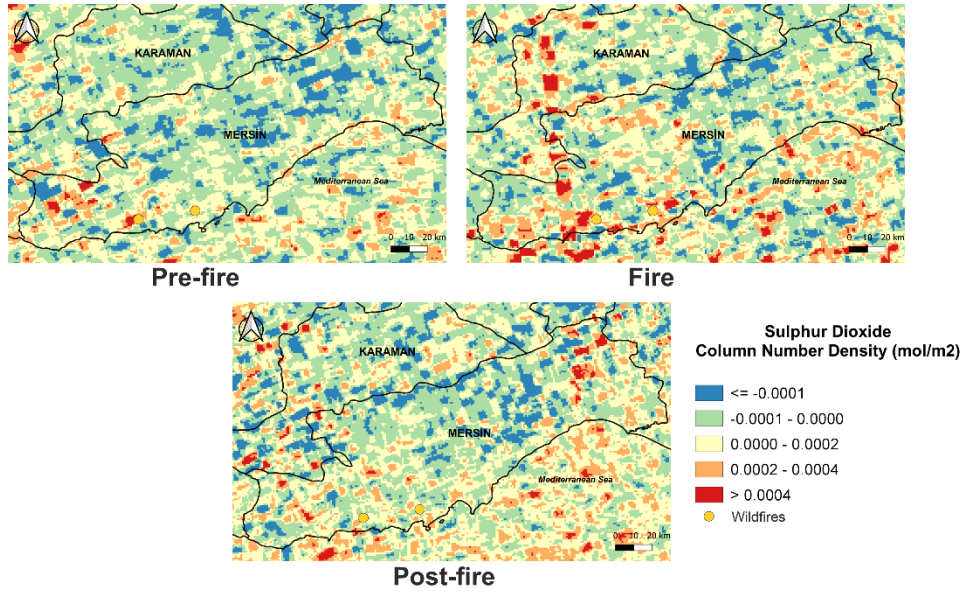 KARAMAN
MERSİN
Mediterranean Sea
0 10 20 km
Pre-fire
KARAMAN
MERSİN
Mediterranean Sea
0 10 20 km
Fire
KARAMAN
MERSİN
Mediterranean Sea
0 10 20 km
Post-fire
Sulphur Dioxide
Column Number Density (mol/m2)
<= -0.0001
-0.0001 - 0.0000
0.0000 - 0.0002
0.0002 - 0.0004
> 0.0004
Wildfires